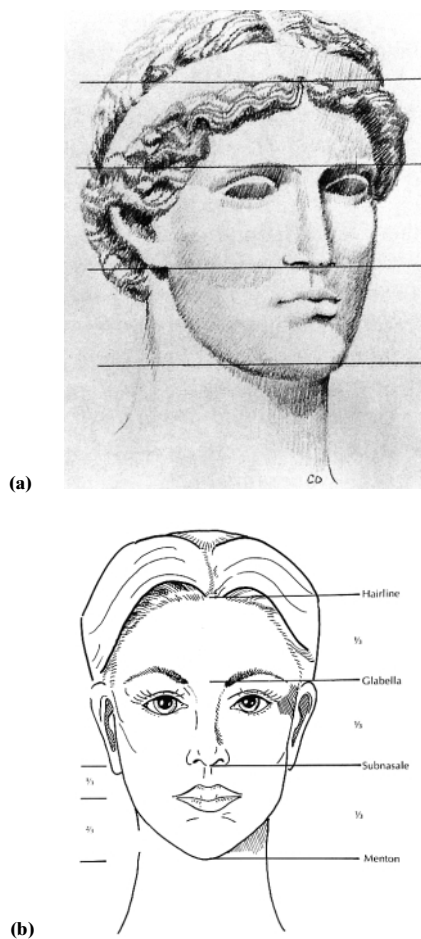 CD
(a)
Hairline
⅓
Glabella
⅓
Subnasale
⅓
⅓
⅔
Menton
(b)